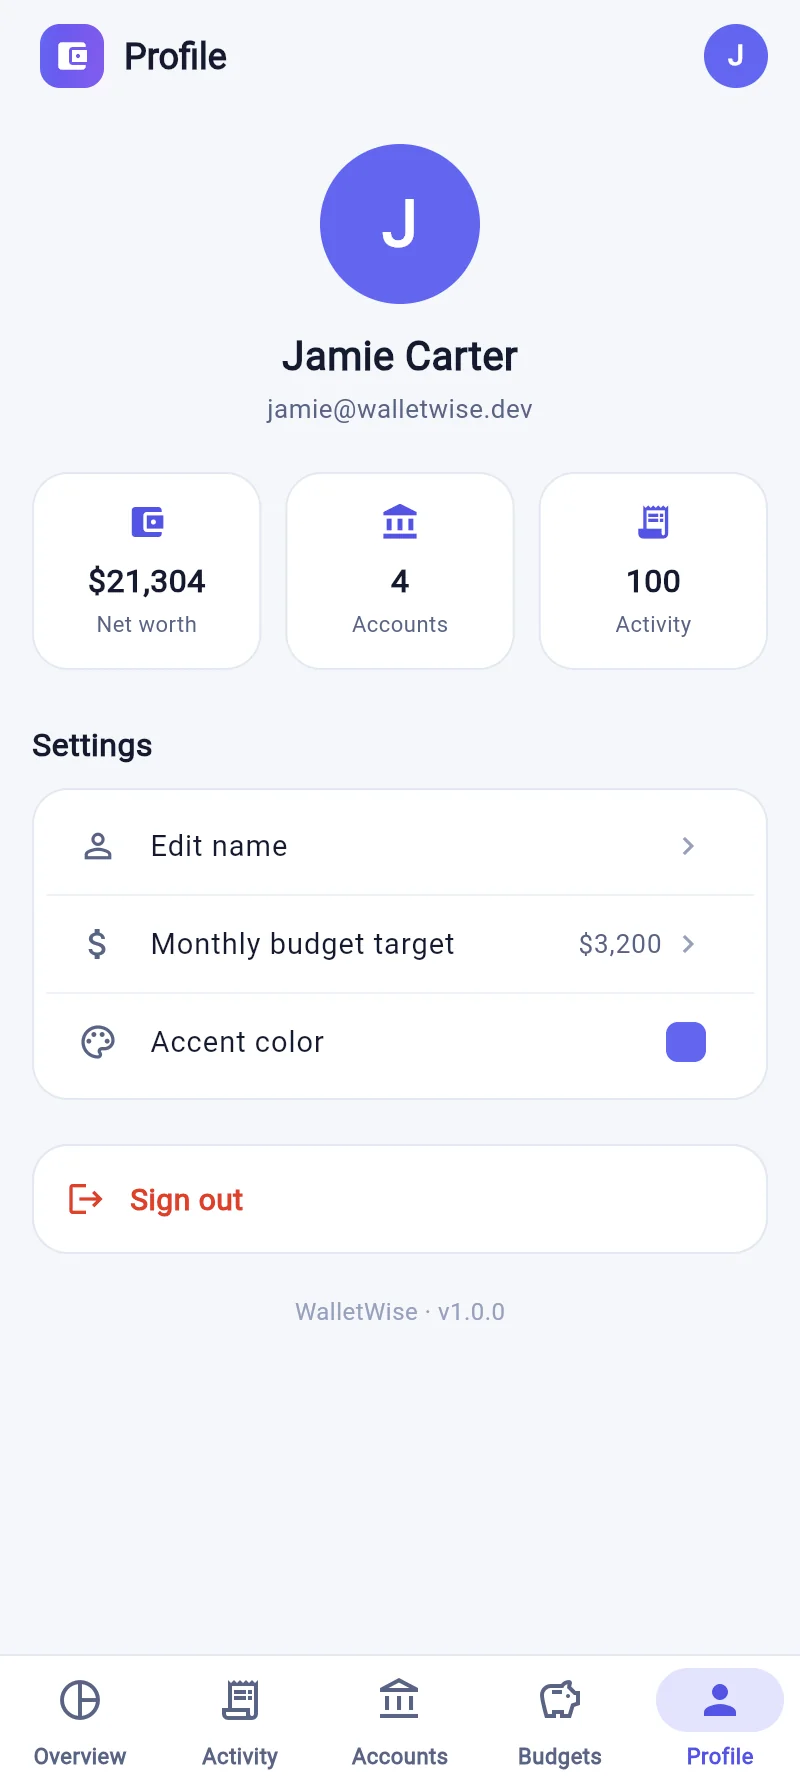 Profile
J
J
Jamie Carter
jamie@walletwise.dev
$21,304
Net worth
4
Accounts
100
Activity
Settings
Edit name
Monthly budget target $3,200
Accent color
Sign out
WalletWise · v1.0.0
Overview Activity Accounts Budgets Profile